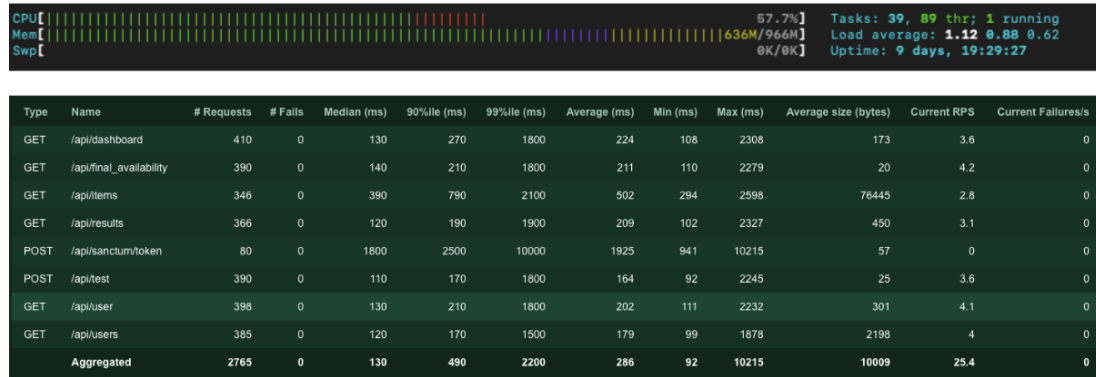 CPU[57.7%] Tasks: 39, 89 thr; 1 running
Mem[636M/966M] Load average: 1.12 0.88 0.62
Swp[0K/0K] Uptime: 9 days, 19:29:27
Type Name # Requests # Fails Median (ms) 90%ile (ms) 99%ile (ms) Average (ms) Min (ms) Max (ms) Average size (bytes) Current RPS Current Failures/s
GET /api/dashboard 410 0 130 270 1800 224 108 2308 173 3.6 0
GET /api/final_availability 390 0 140 210 1800 211 110 2279 20 4.2 0
GET /api/items 346 0 390 790 2100 502 294 2598 76445 2.8 0
GET /api/results 366 0 120 190 1900 209 102 2327 450 3.1 0
POST /api/sanctum/token 80 0 1800 2500 10000 1925 941 10215 57 0 0
POST /api/test 390 0 110 170 1800 164 92 2245 25 3.6 0
GET /api/user 398 0 130 210 1800 202 111 2232 301 4.1 0
GET /api/users 385 0 120 170 1500 179 99 1878 2198 4 0
Aggregated 2765 0 130 490 2200 286 92 10215 10009 25.4 0